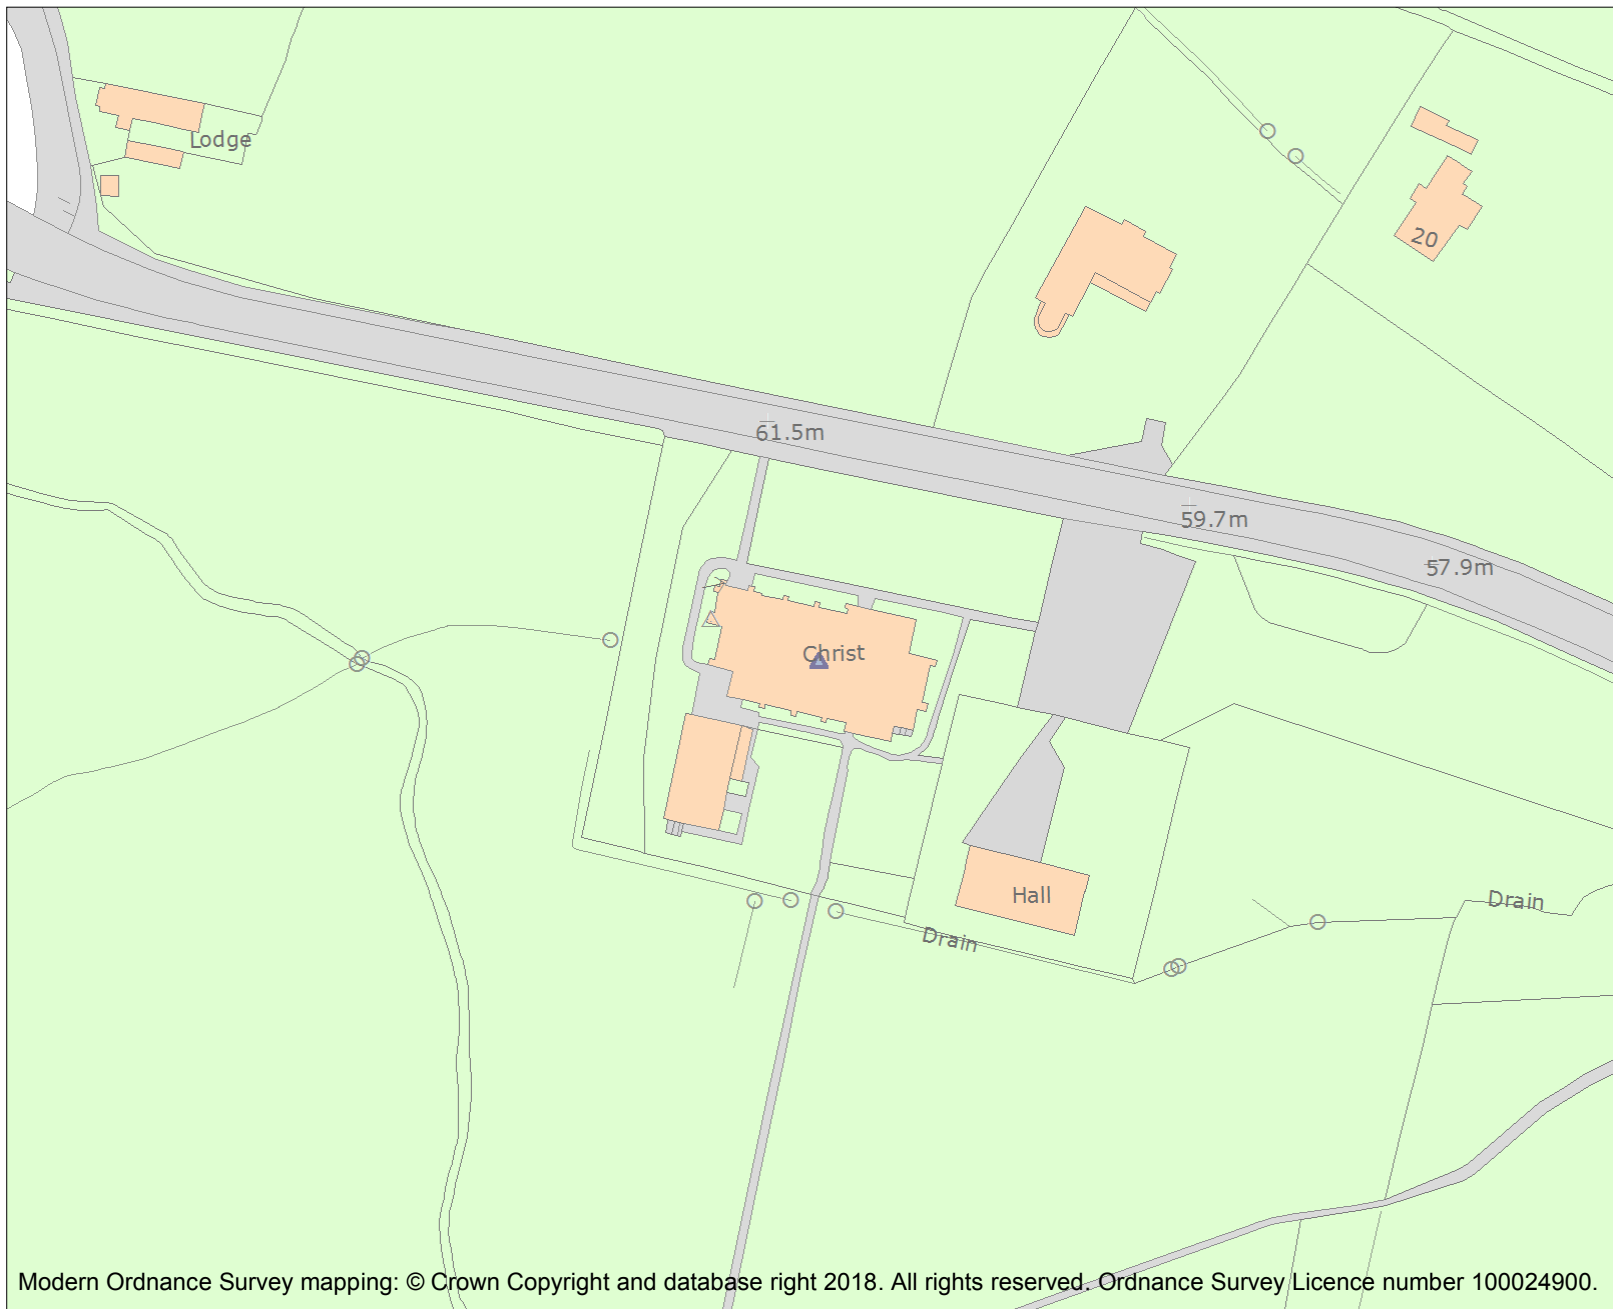 Lodge
20
61.5m
59.7m
57.9m
Christ
Hall
Drain
Drain
Modern Ordnance Survey mapping: © Crown Copyright and database right 2018. All rights reserved. Ordnance Survey Licence number 100024900.